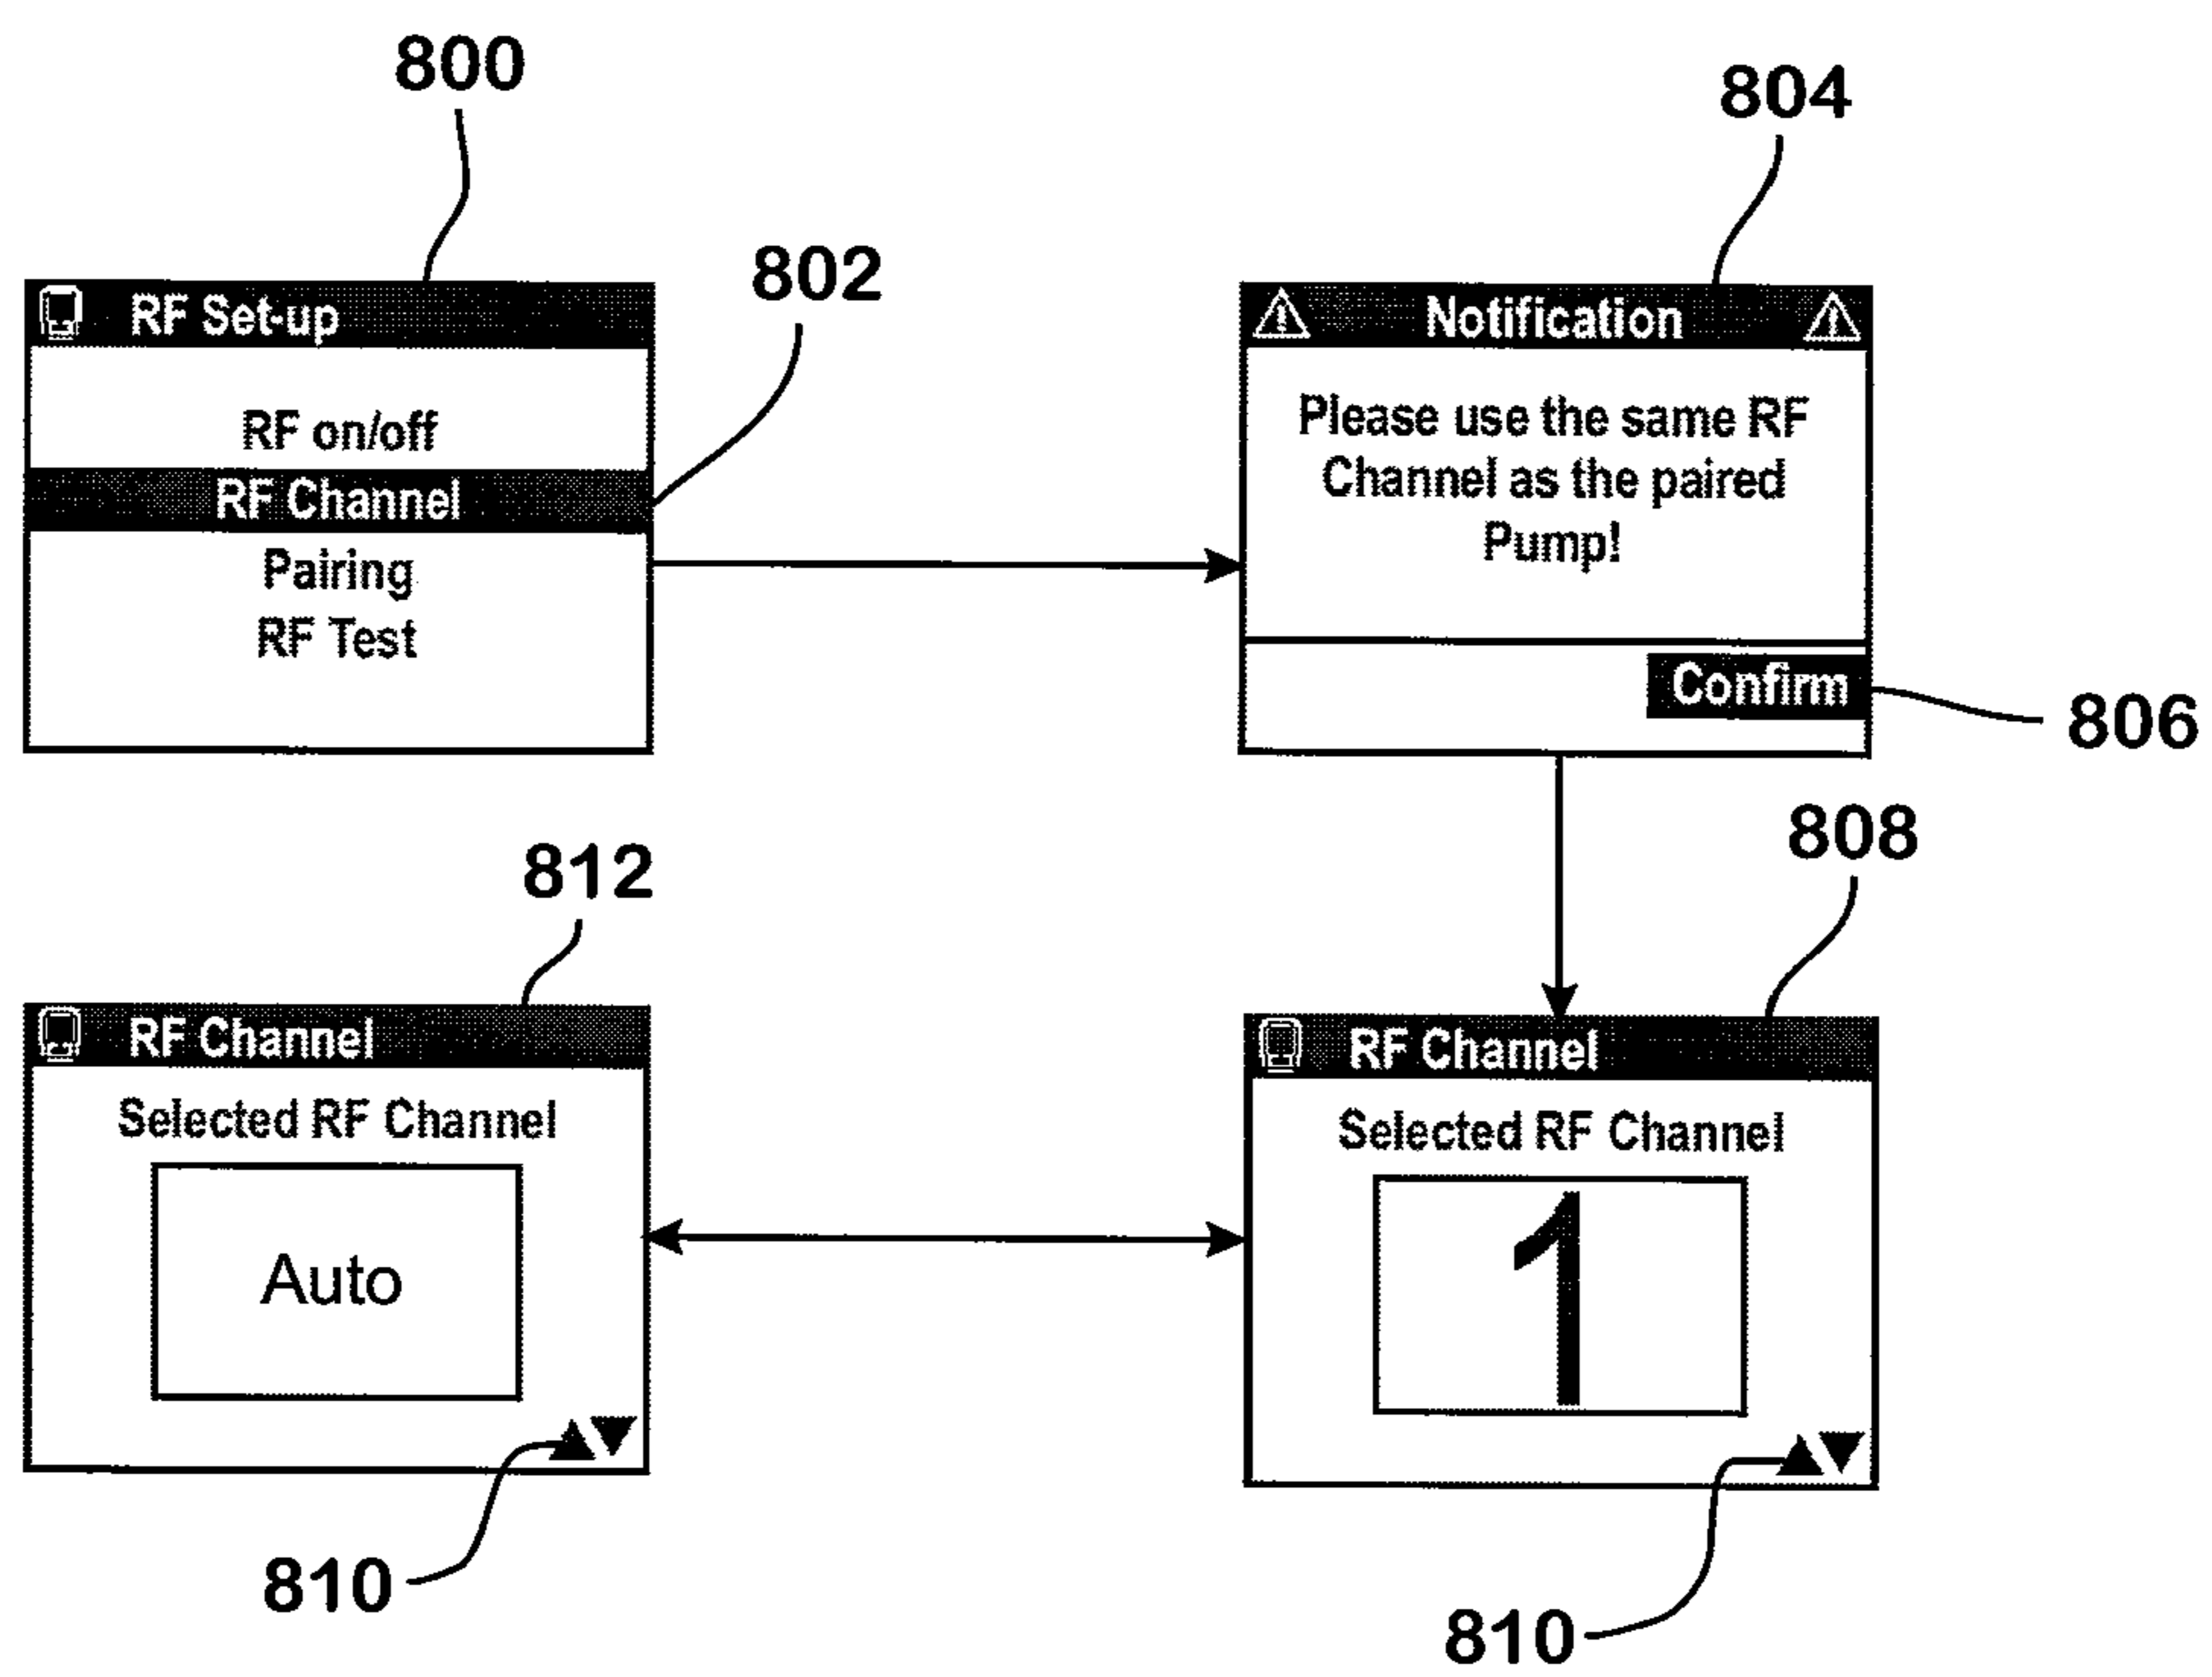 800
804
802
RF Set-up
RF on/off
RF Channel
Pairing
RF Test
Notification
Please use the same RF
Channel as the paired
Pump!
Confirm
806
812
808
RF Channel
Selected RF Channel
Auto
810
RF Channel
Selected RF Channel
1
810